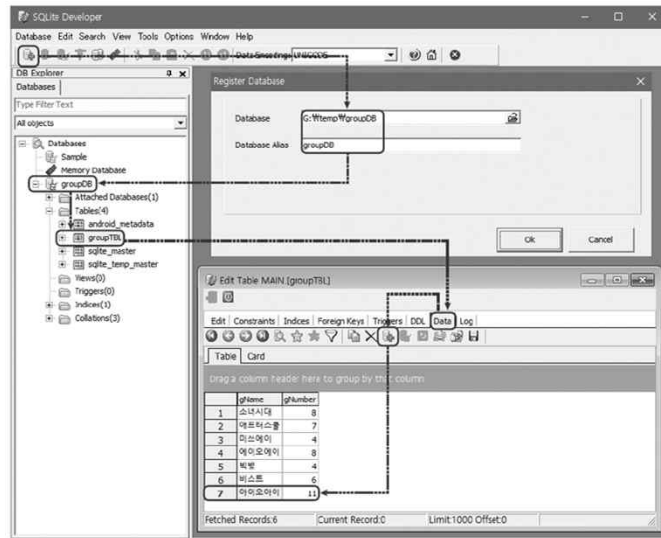 SQLite Developer
Database Edit Search View Tools Options Window Help
Data Encodings UNICODE
DB Explorer
Databases
Type Filter Text
All objects
Databases
Sample
Memory Database
groupDB
Attached Databases(1)
Tables(4)
android_metadata
groupTBL
sqlite_master
sqlite_temp_master
Views(0)
Triggers(0)
Indices(1)
Collations(3)
Register Database
Database G:₩temp₩groupDB
Database Alias groupDB
Ok Cancel
Edit Table MAIN [groupTBL]
Edit Constraints Indices Foreign Keys Triggers DDL Data Log
Table Card
Drag a column header here to group by that column
gName gNumber
1 소녀시대 8
2 애프터스쿨 7
3 미쓰에이 4
4 에이오에이 8
5 빅뱅 4
6 비스트 6
7 아이오아이 11
Fetched Records:6 Current Record:0 Limit:1000 Offset:0